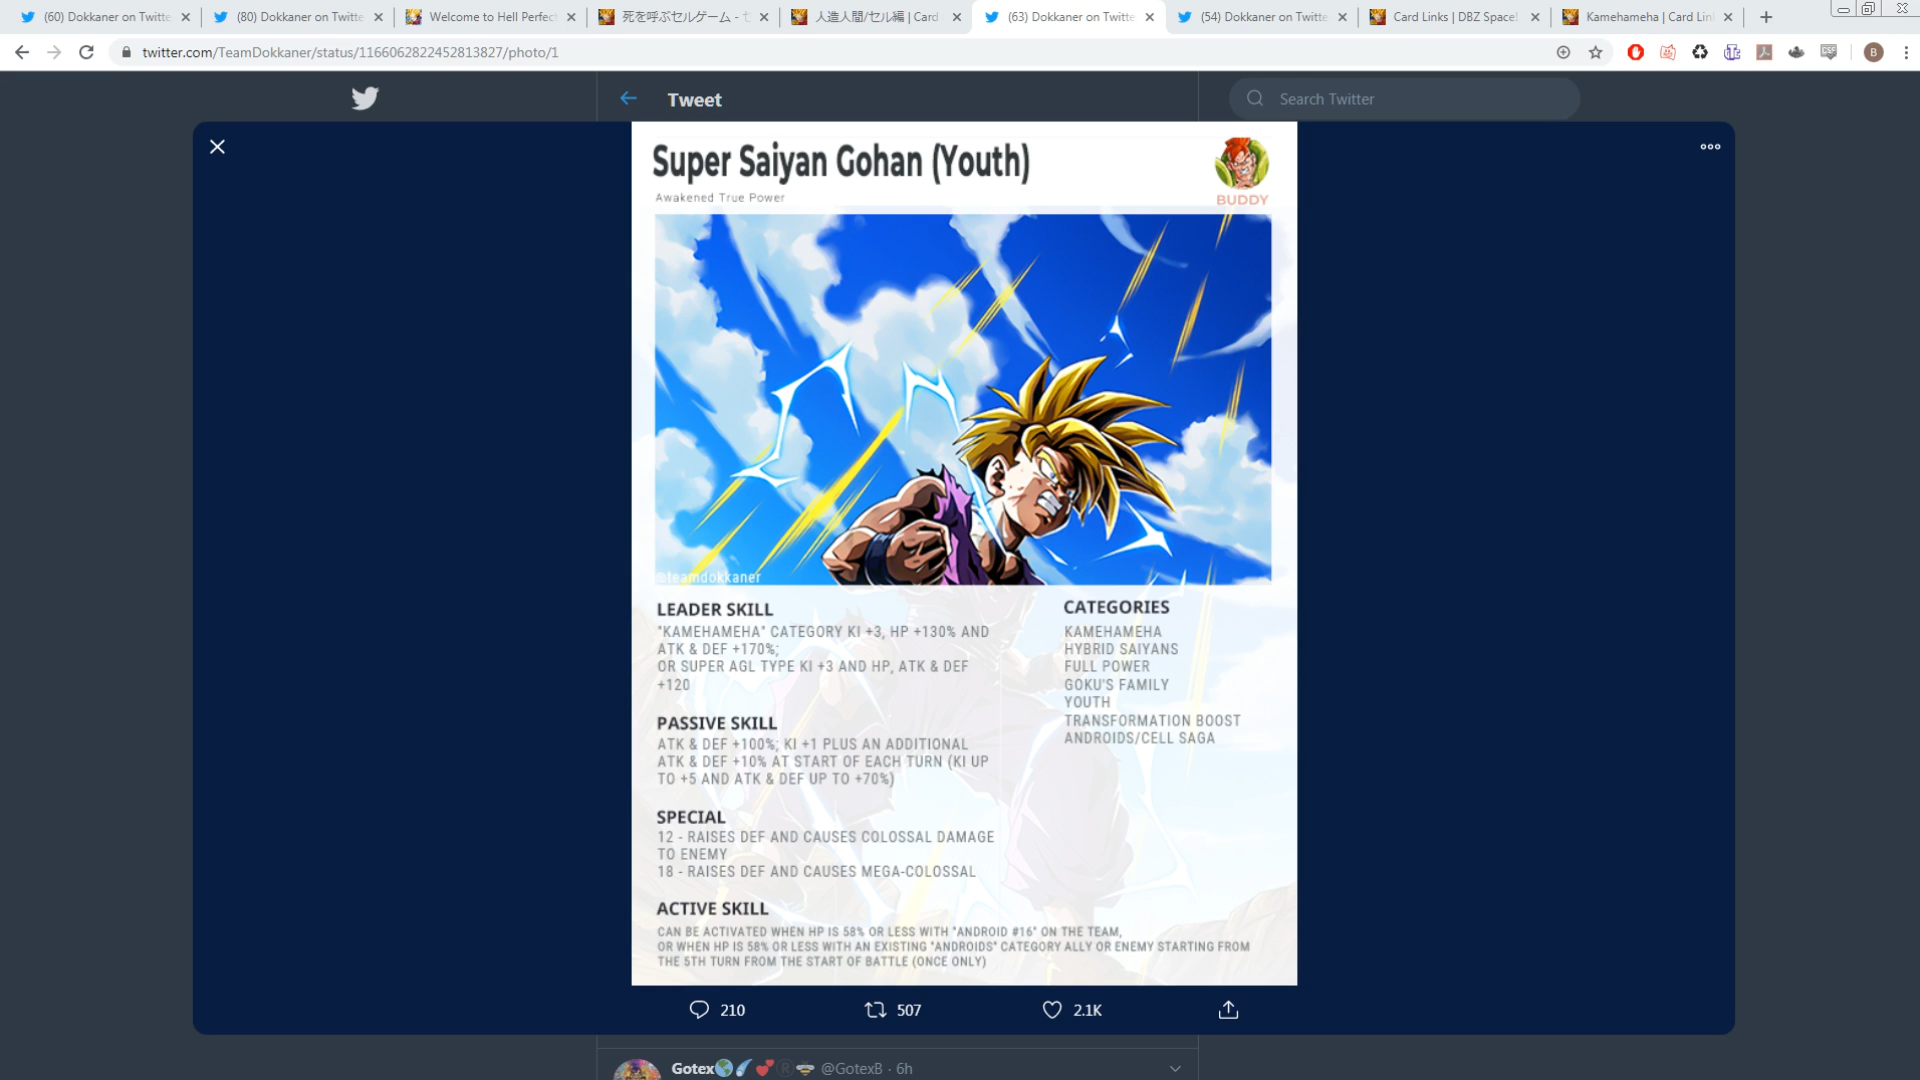 (60) Dokkaner on Twitte
(80) Dokkaner on Twitte
Welcome to Hell Perfec
死を呼ぶセルゲーム - セ
人造人間/セル編 | Card
(63) Dokkaner on Twitte
(54) Dokkaner on Twitte
Card Links | DBZ Space!
Kamehameha | Card Lin
twitter.com/TeamDokkaner/status/1166062822452813827/photo/1
B
Tweet
Search Twitter
Super Saiyan Gohan (Youth)
Awakened True Power
BUDDY
@teamdokkaner
LEADER SKILL
"KAMEHAMEHA" CATEGORY KI +3, HP +130% AND
ATK & DEF +170%;
OR SUPER AGL TYPE KI +3 AND HP, ATK & DEF
+120
PASSIVE SKILL
ATK & DEF +100%; KI +1 PLUS AN ADDITIONAL
ATK & DEF +10% AT START OF EACH TURN (KI UP
TO +5 AND ATK & DEF UP TO +70%)
SPECIAL
12 - RAISES DEF AND CAUSES COLOSSAL DAMAGE
TO ENEMY
18 - RAISES DEF AND CAUSES MEGA-COLOSSAL
CATEGORIES
KAMEHAMEHA
HYBRID SAIYANS
FULL POWER
GOKU'S FAMILY
YOUTH
TRANSFORMATION BOOST
ANDROIDS/CELL SAGA
ACTIVE SKILL
CAN BE ACTIVATED WHEN HP IS 58% OR LESS WITH "ANDROID #16" ON THE TEAM,
OR WHEN HP IS 58% OR LESS WITH AN EXISTING "ANDROIDS" CATEGORY ALLY OR ENEMY STARTING FROM
THE 5TH TURN FROM THE START OF BATTLE (ONCE ONLY)
210
507
2.1K
Gotex @GotexB · 6h